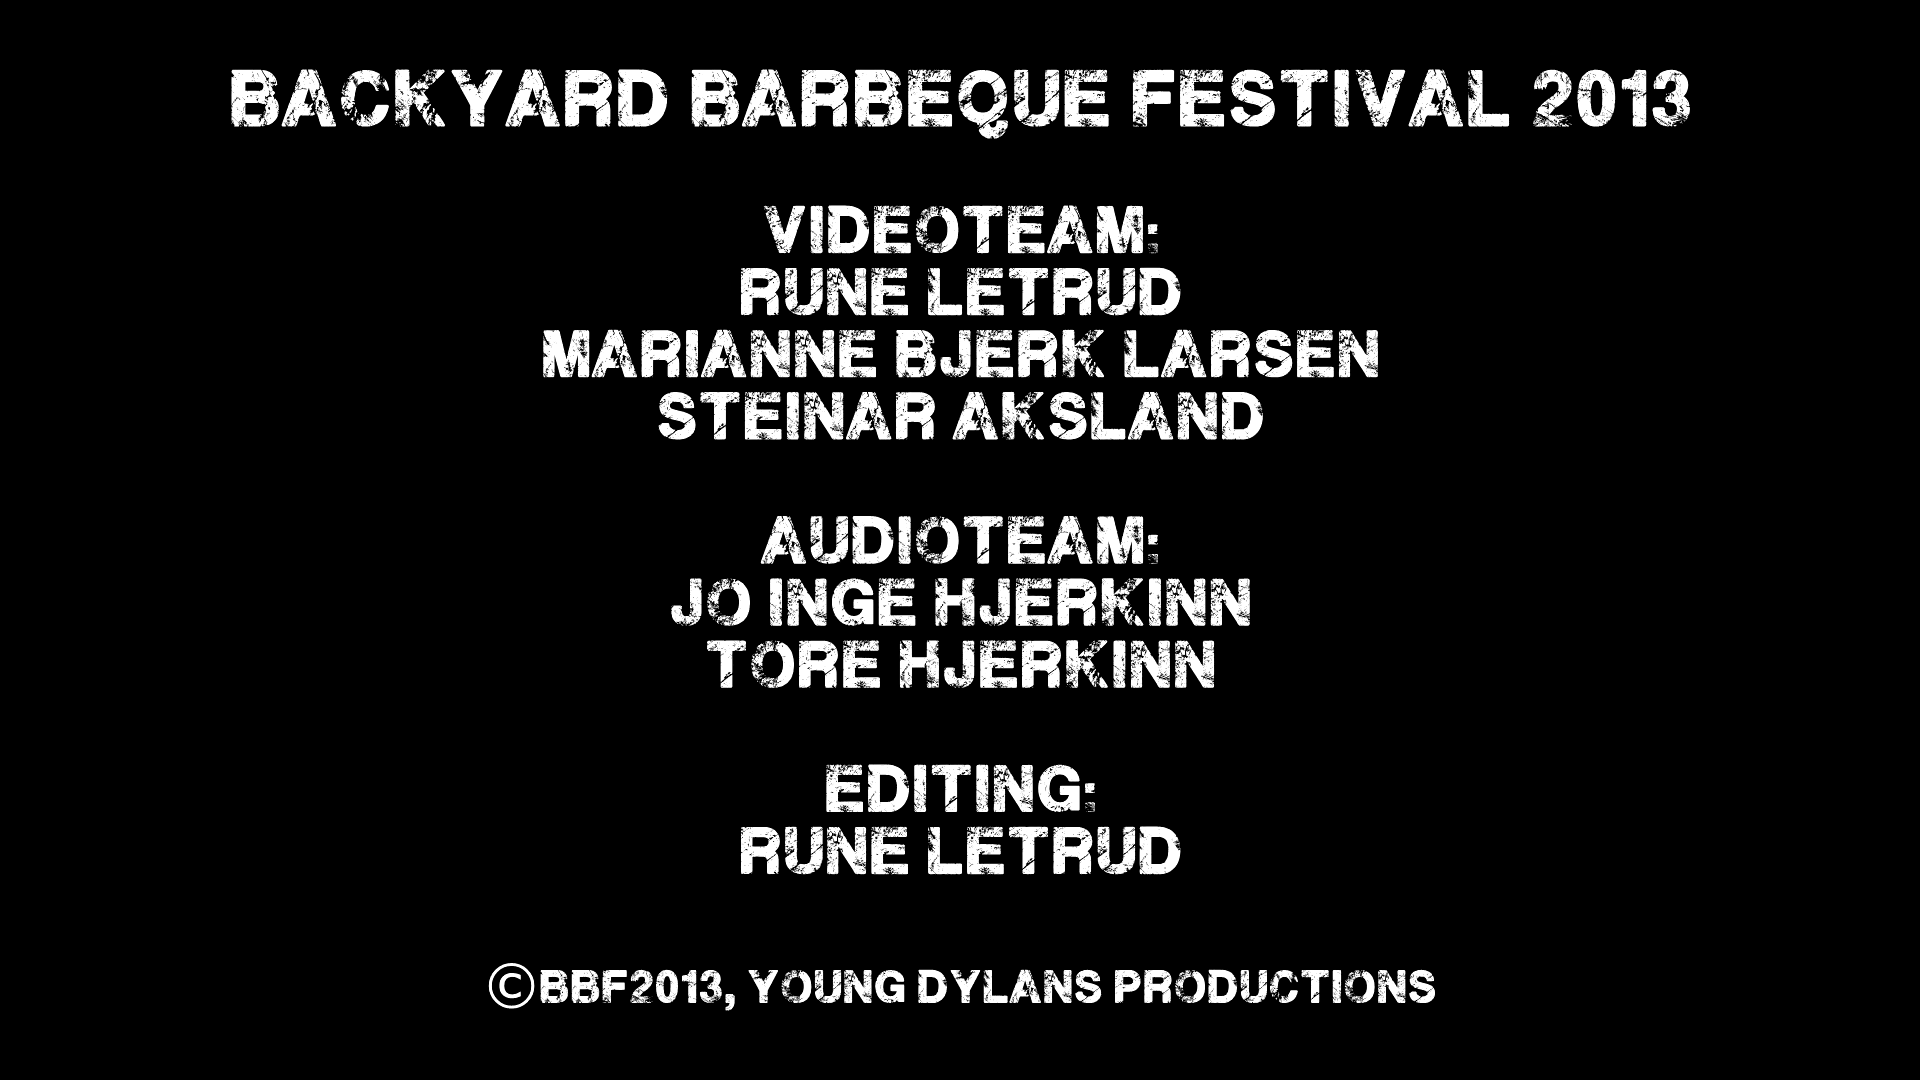 BACKYARD BARBEQUE FESTIVAL 2013
VIDEOTEAM:
RUNE LETRUD
MARIANNE BJERK LARSEN
STEINAR AKSLAND
AUDIOTEAM:
JO INGE HJERKINN
TORE HJERKINN
EDITING:
RUNE LETRUD
©BBF2013, YOUNG DYLANS PRODUCTIONS